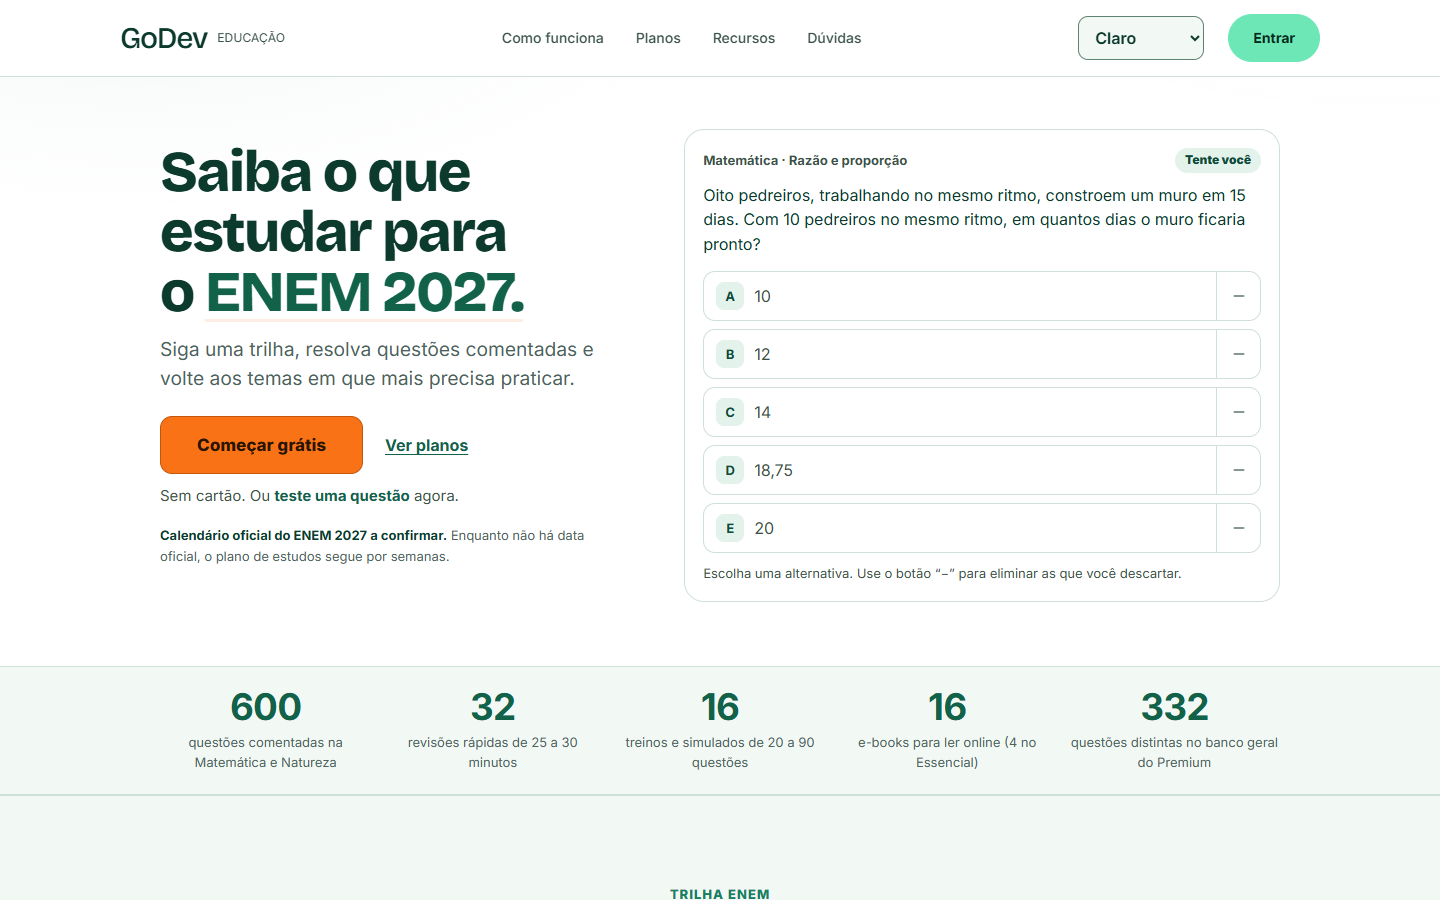 GoDev EDUCAÇÃO
Como funciona
Planos
Recursos
Dúvidas
Claro
Entrar
Saiba o que
estudar para
o ENEM 2027.
Siga uma trilha, resolva questões comentadas e
volte aos temas em que mais precisa praticar.
Começar grátis
Ver planos
Sem cartão. Ou teste uma questão agora.
Calendário oficial do ENEM 2027 a confirmar. Enquanto não há data
oficial, o plano de estudos segue por semanas.
Matemática · Razão e proporção
Tente você
Oito pedreiros, trabalhando no mesmo ritmo, constroem um muro em 15
dias. Com 10 pedreiros no mesmo ritmo, em quantos dias o muro ficaria
pronto?
A 10 −
B 12 −
C 14 −
D 18,75 −
E 20 −
Escolha uma alternativa. Use o botão “−” para eliminar as que você descartar.
600
questões comentadas na
Matemática e Natureza
32
revisões rápidas de 25 a 30
minutos
16
treinos e simulados de 20 a 90
questões
16
e-books para ler online (4 no
Essencial)
332
questões distintas no banco geral
do Premium
TRILHA ENEM